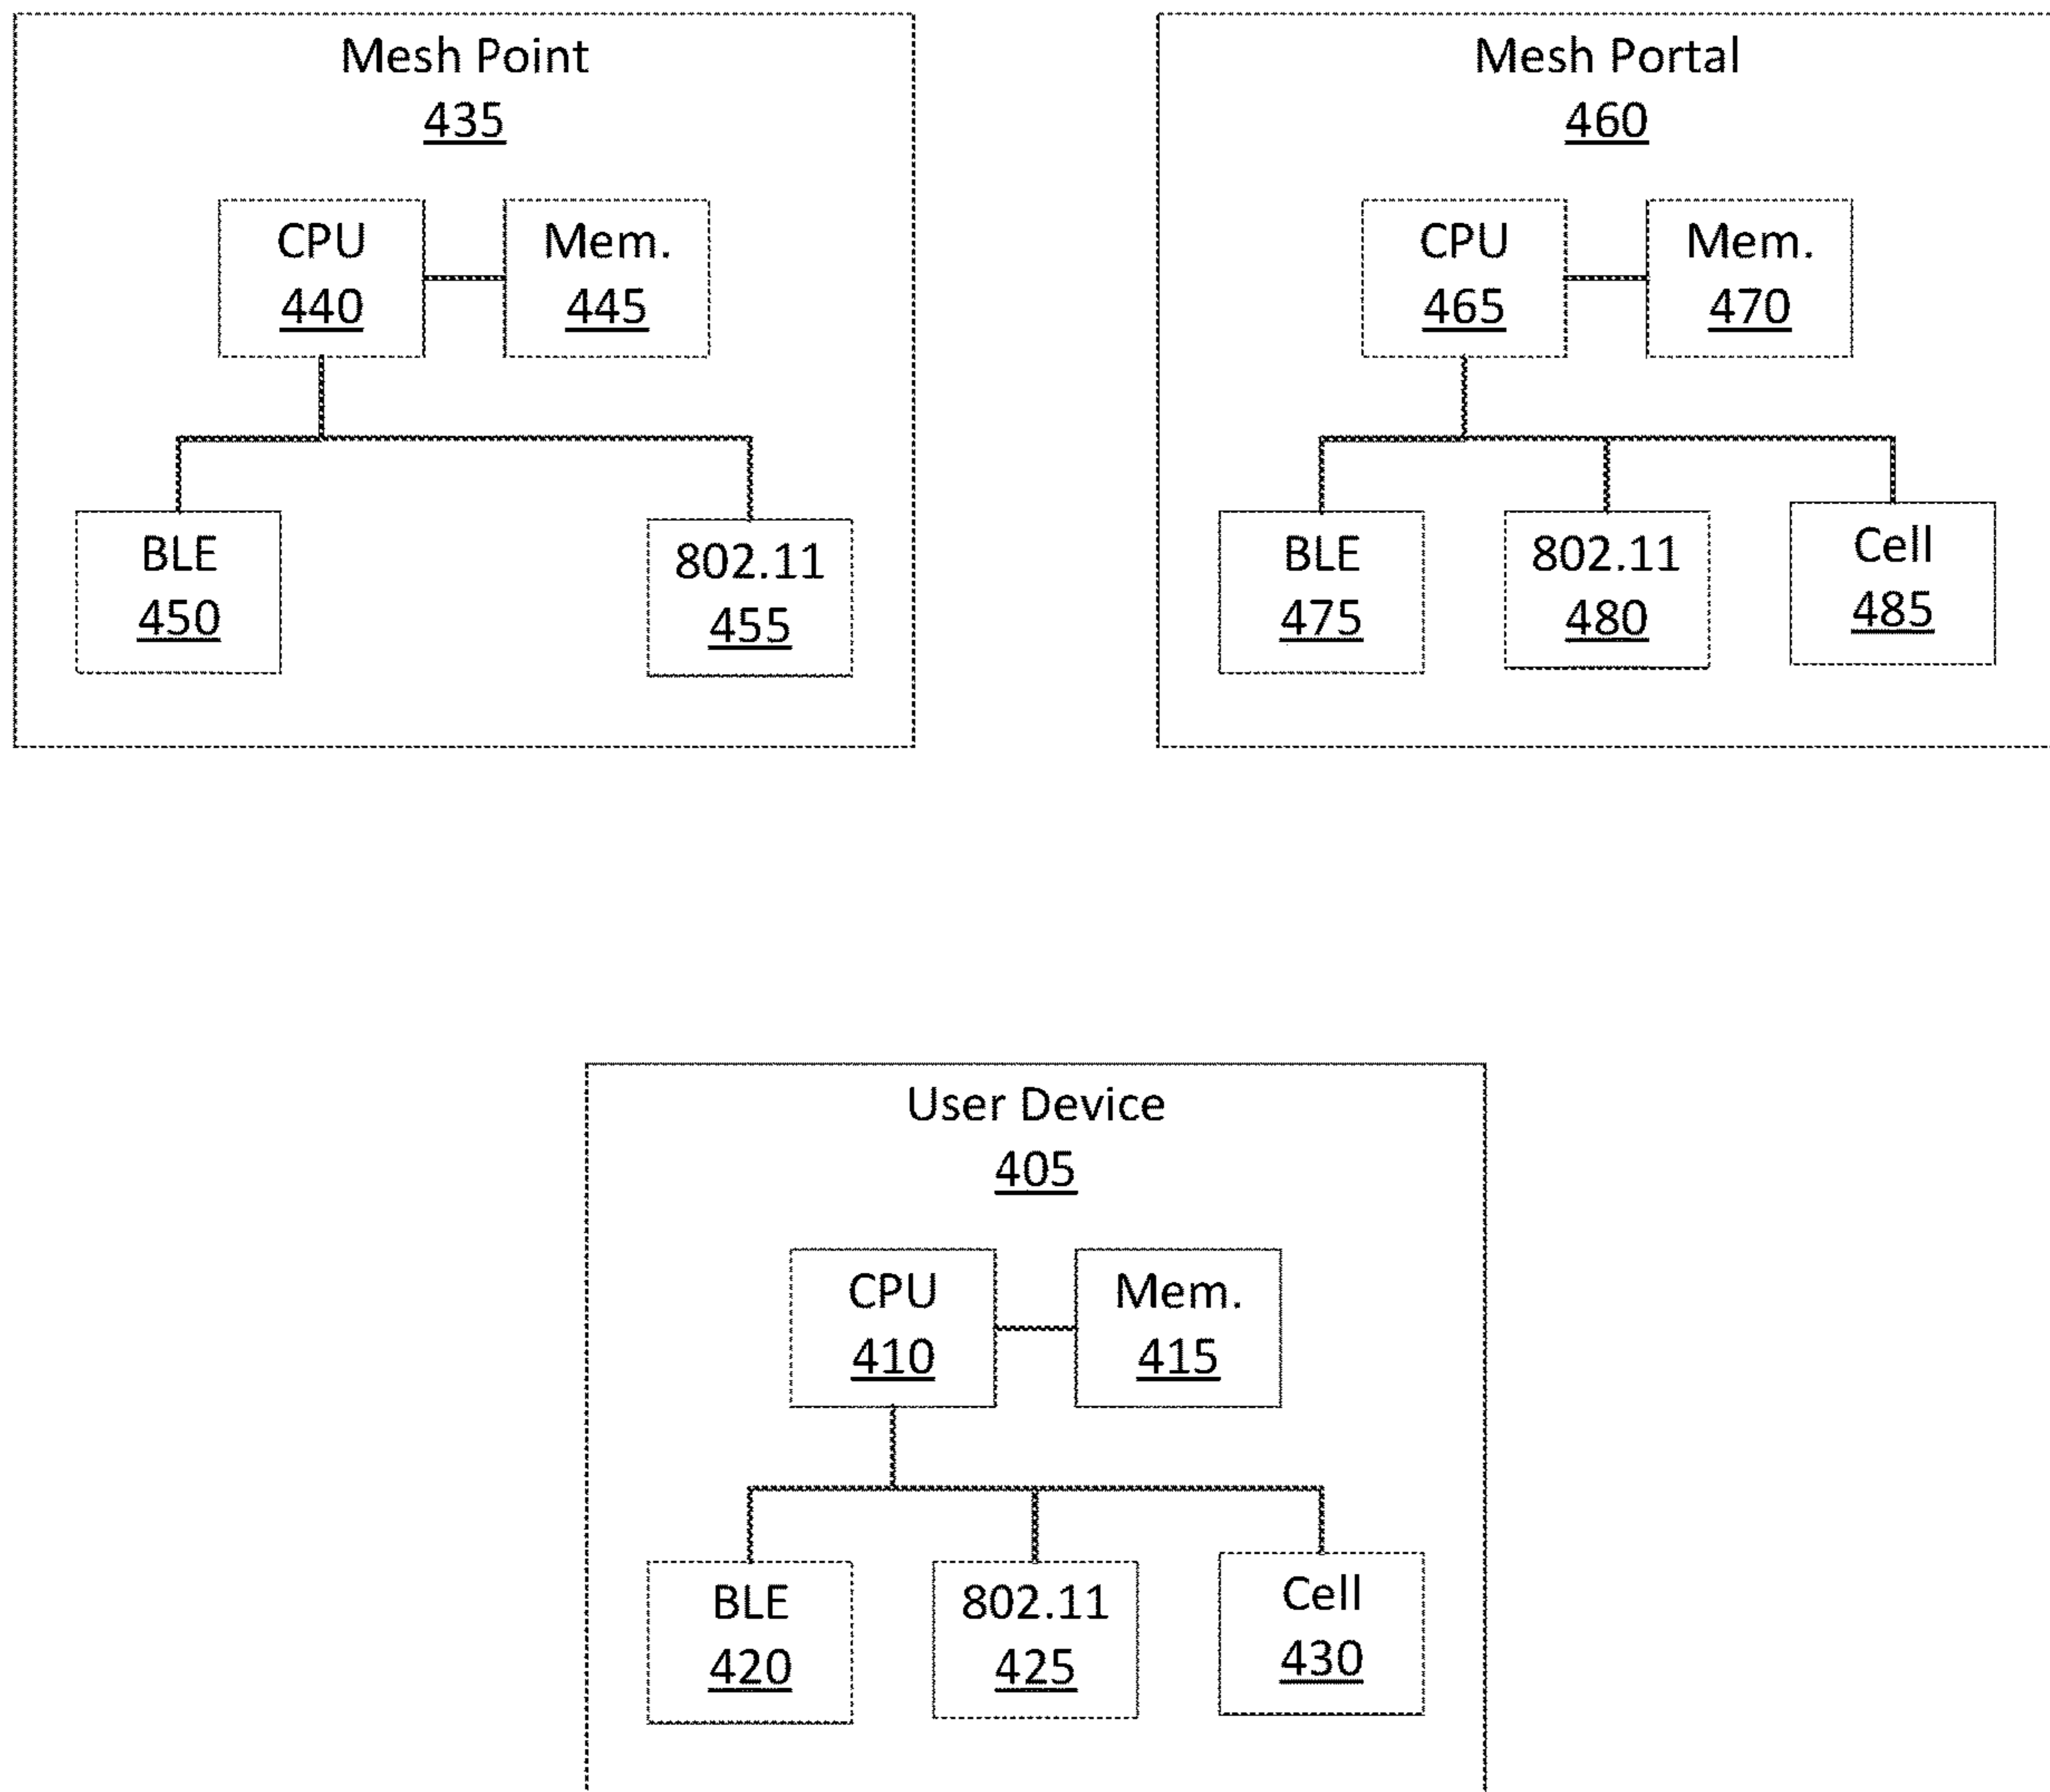 Mesh Point
435
CPU
440
Mem.
445
BLE
450
802.11
455
Mesh Portal
460
CPU
465
Mem.
470
BLE
475
802.11
480
Cell
485
User Device
405
CPU
410
Mem.
415
BLE
420
802.11
425
Cell
430